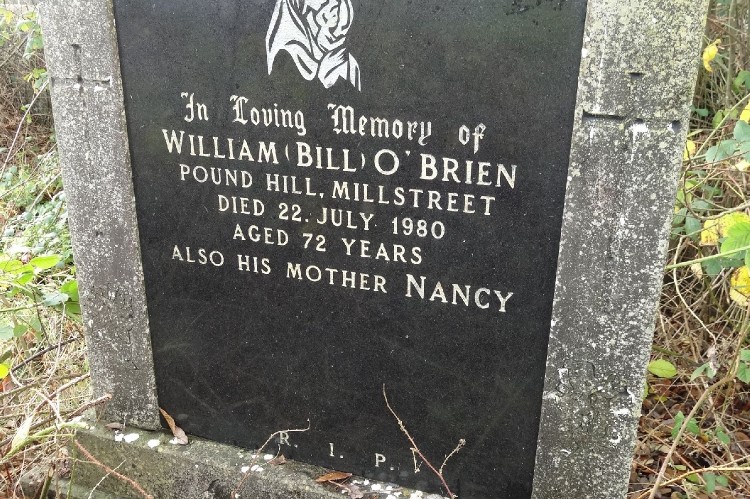 In Loving Memory of
WILLIAM (BILL) O'BRIEN
POUND HILL, MILLSTREET
DIED 22. JULY 1980
AGED 72 YEARS
ALSO HIS MOTHER NANCY
R. I. P.